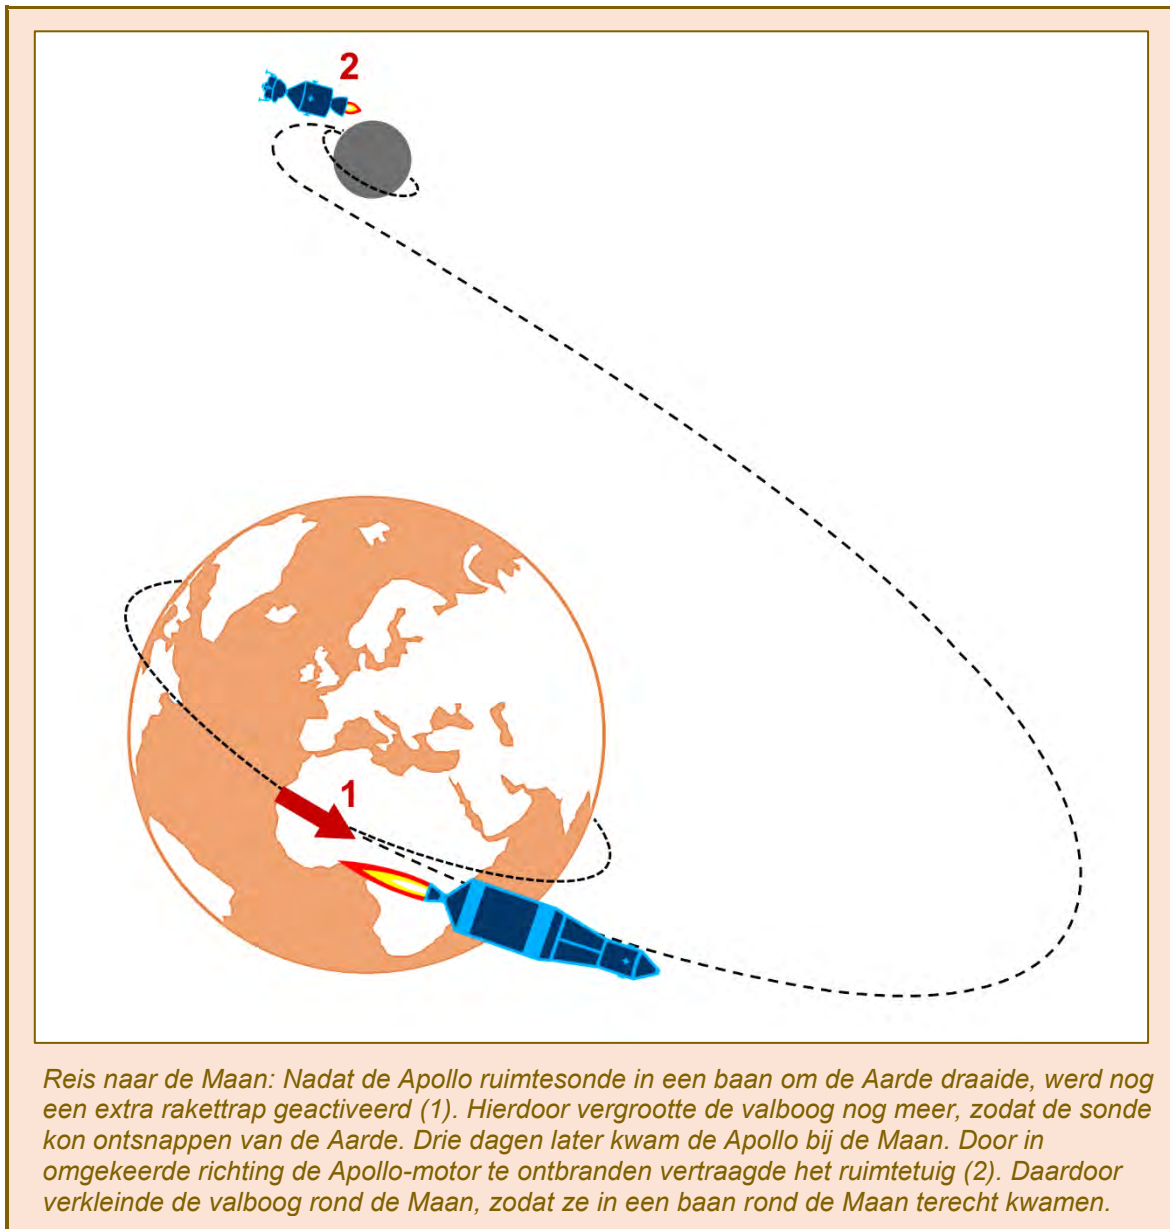 2
1
Reis naar de Maan: Nadat de Apollo ruimtesonde in een baan om de Aarde draaide, werd nog
een extra rakettrap geactiveerd (1). Hierdoor vergrootte de valboog nog meer, zodat de sonde
kon ontsnappen van de Aarde. Drie dagen later kwam de Apollo bij de Maan. Door in
omgekeerde richting de Apollo-motor te ontbranden vertraagde het ruimtetuig (2). Daardoor
verkleinde de valboog rond de Maan, zodat ze in een baan rond de Maan terecht kwamen.